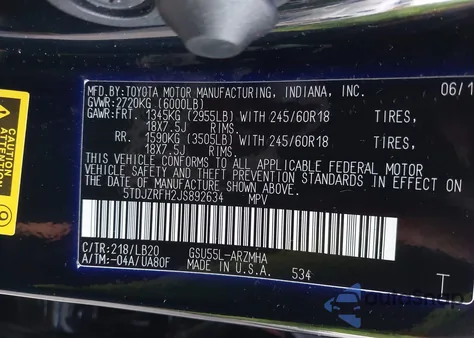 MFD.BY:TOYOTA MOTOR MANUFACTURING, INDIANA, INC. 06/1
GVWR:2720KG (6000LB)
GAWR:FRT. 1345KG (2955LB) WITH 245/60R18 TIRES,
18X7.5J RIMS.
RR. 1590KG (3505LB) WITH 245/60R18 TIRES,
18X7.5J RIMS.
THIS VEHICLE CONFORMS TO ALL APPLICABLE FEDERAL MOTOR
VEHICLE SAFETY AND THEFT PREVENTION STANDARDS IN EFFECT ON
THE DATE OF MANUFACTURE SHOWN ABOVE.
5TDJZRFH2JS892634 MPV
C/TR:218/LB20 GSU55L-ARZMHA
A/TM:-04A/UA80F MADE IN U.S.A. 534
T
CAUTION
autosnap